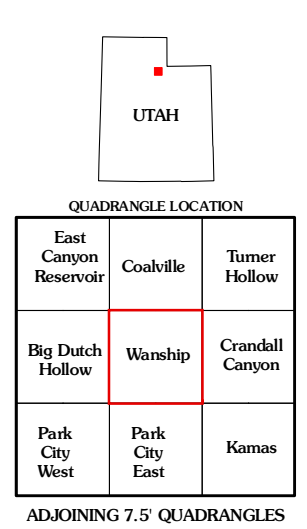 UTAH
QUADRANGLE LOCATION
East
Canyon
Reservoir
Coalville
Turner
Hollow
Big Dutch
Hollow
Wanship
Crandall
Canyon
Park
City
West
Park
City
East
Kamas
ADJOINING 7.5' QUADRANGLES